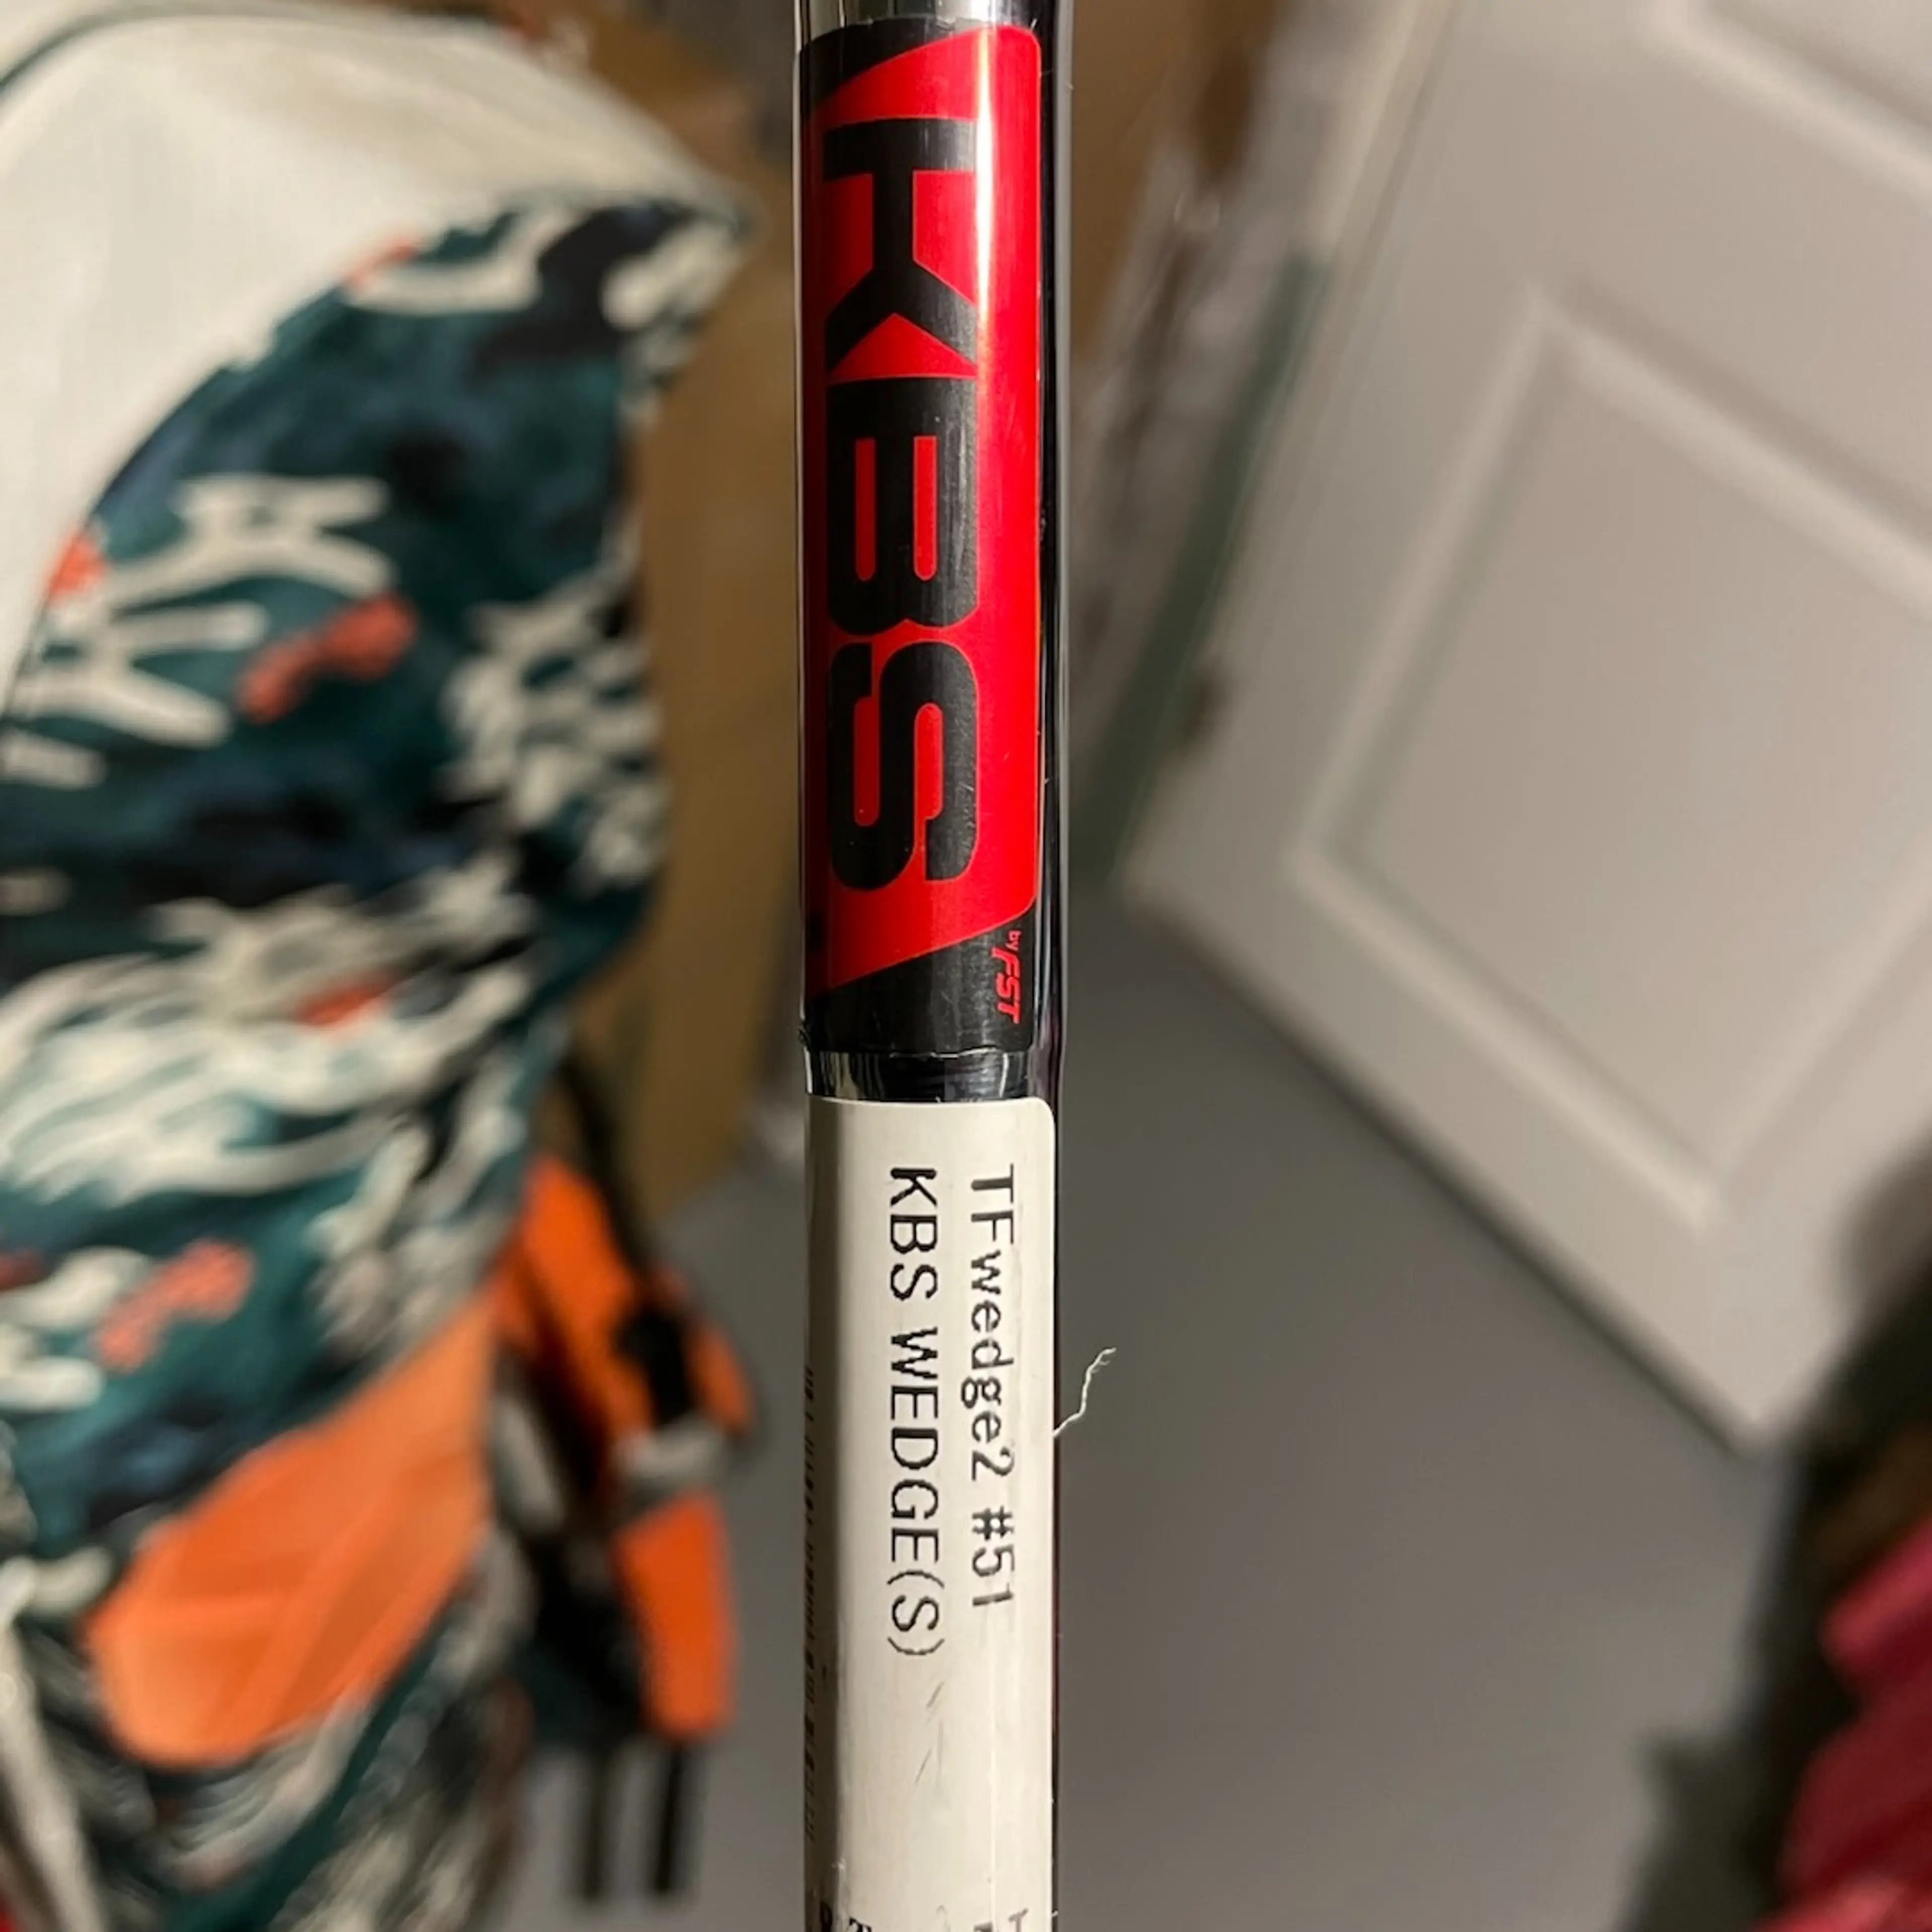 KBS
by FST
TFwedge2 #51
KBS WEDGE(S)